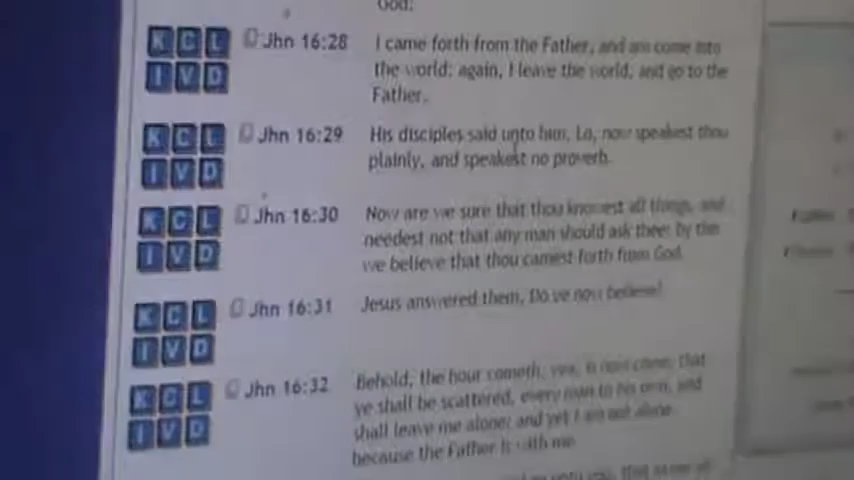 God:
K C L
I V D
Jhn 16:28
I came forth from the Father, and am come into
the world: again, I leave the world, and go to the
Father.
K C L
I V D
Jhn 16:29
His disciples said unto him, Lo, now speakest thou
plainly, and speakest no proverb.
K C L
I V D
Jhn 16:30
Now are we sure that thou knowest all things, and
needest not that any man should ask thee: by this
we believe that thou camest forth from God.
K C L
I V D
Jhn 16:31
Jesus answered them, Do ye now believe?
K C L
I V D
Jhn 16:32
Behold, the hour cometh, yea, is now come, that
ye shall be scattered, every man to his own, and
shall leave me alone: and yet I am not alone
because the Father is with me
unto you, that